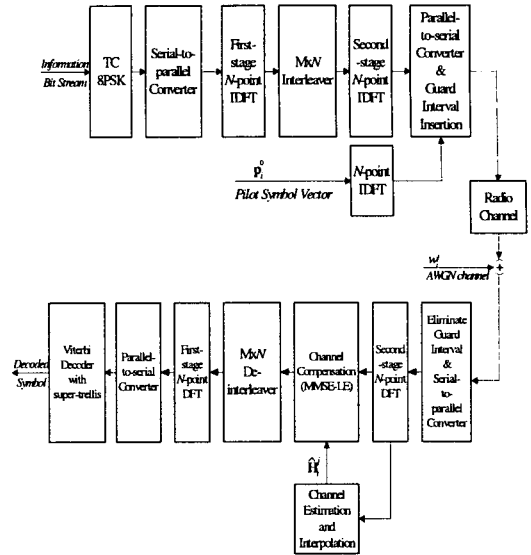 Information
Bit Stream
TC
8PSK
Serial-to-
parallel
Converter
First-
stage
N-point
IDFT
MxN
Interleaver
Second-
stage
N-point
IDFT
Parallel-
to-serial
Converter
&
Guard
Interval
Insertion
Pilot Symbol Vector
N-point
IDFT
Radio
Channel
AWGN channel
+
Decoded
Symbol
Viterbi
Decoder
with
super-trellis
Parallel-
to-serial
Converter
First-
stage
N-point
DFT
MxN
De-
interleaver
Channel
Compensation
(MMSE-LE)
Second
-stage
N-point
DFT
Eliminate
Guard
Interval
&
Serial-
to-
parallel
Converter
Channel
Estimation
and
Interpolation